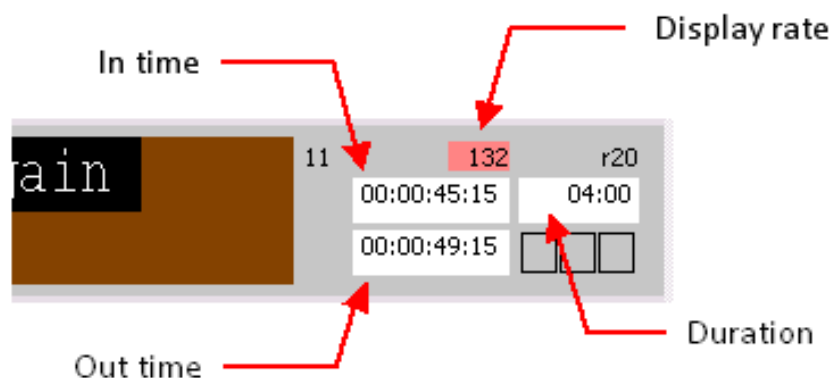 Display rate
In time
gain 11 132 r20
00:00:45:15 04:00
00:00:49:15
Duration
Out time